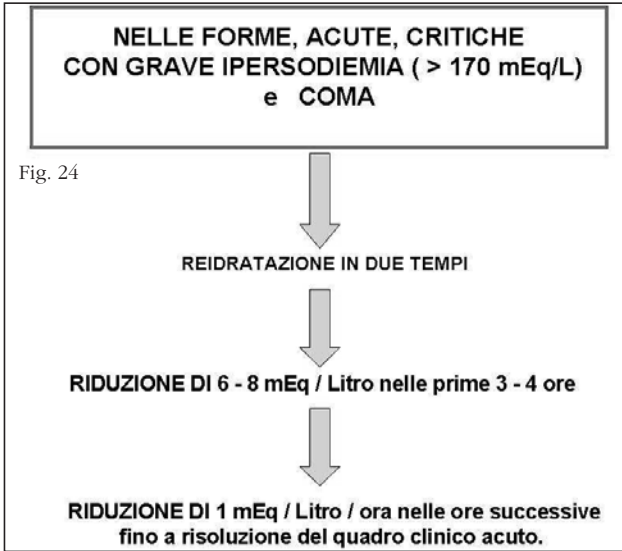 NELLE FORME, ACUTE, CRITICHE
CON GRAVE IPERSODIEMIA ( > 170 mEq/L)
e COMA
Fig. 24
REIDRATAZIONE IN DUE TEMPI
RIDUZIONE DI 6 - 8 mEq / Litro nelle prime 3 - 4 ore
RIDUZIONE DI 1 mEq / Litro / ora nelle ore successive
fino a risoluzione del quadro clinico acuto.